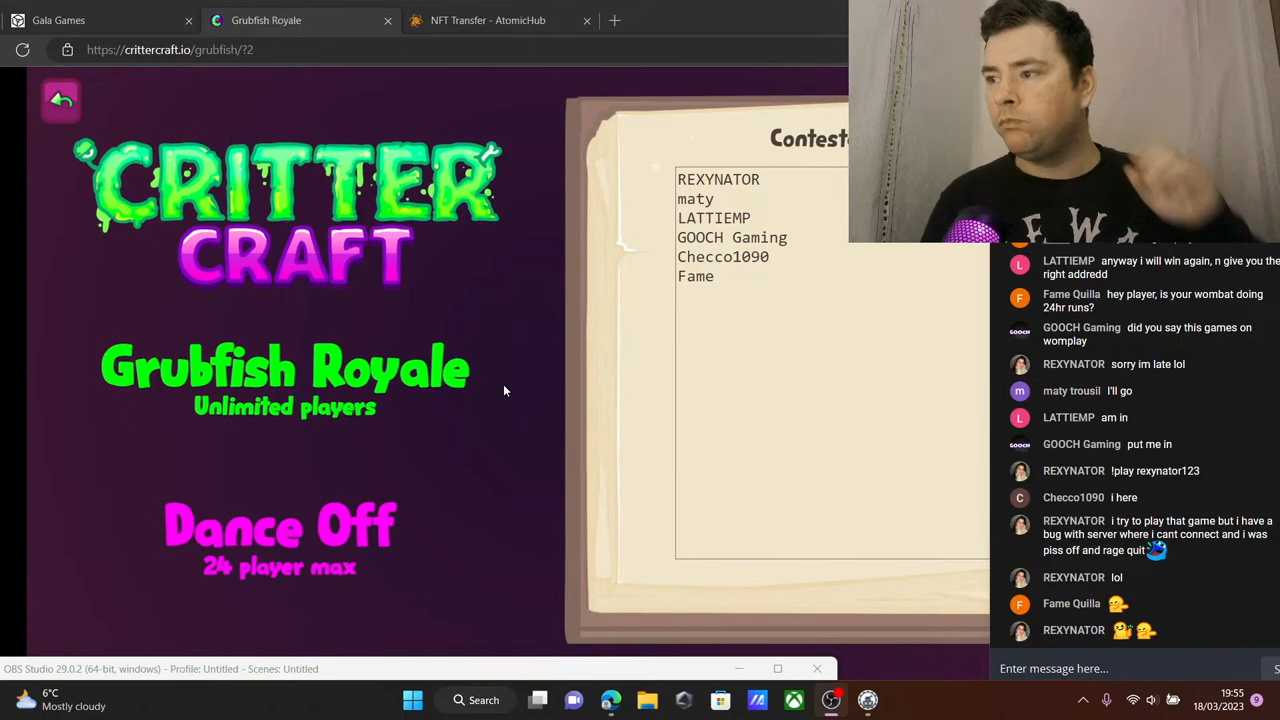 Gala Games
Grubfish Royale
NFT Transfer - AtomicHub
https://crittercraft.io/grubfish/?2
CRITTER
CRAFT
Grubfish Royale
Unlimited players
Dance Off
24 player max
REXYNATOR
maty
LATTIEMP
GOOCH Gaming
Checco1090
Fame
LATTIEMP anyway i will win again, n give you the
right addredd
Fame Quilla hey player, is your wombat doing
24hr runs?
GOOCH Gaming did you say this games on
womplay
REXYNATOR sorry im late lol
maty trousil I'll go
LATTIEMP am in
GOOCH Gaming put me in
REXYNATOR !play rexynator123
Checco1090 i here
REXYNATOR i try to play that game but i have a
bug with server where i cant connect and i was
piss off and rage quit
REXYNATOR lol
Fame Quilla
REXYNATOR
Enter message here...
OBS Studio 29.0.2 (64-bit, windows) - Profile: Untitled - Scenes: Untitled
6°C
Mostly cloudy
Search
19:55
18/03/2023
9